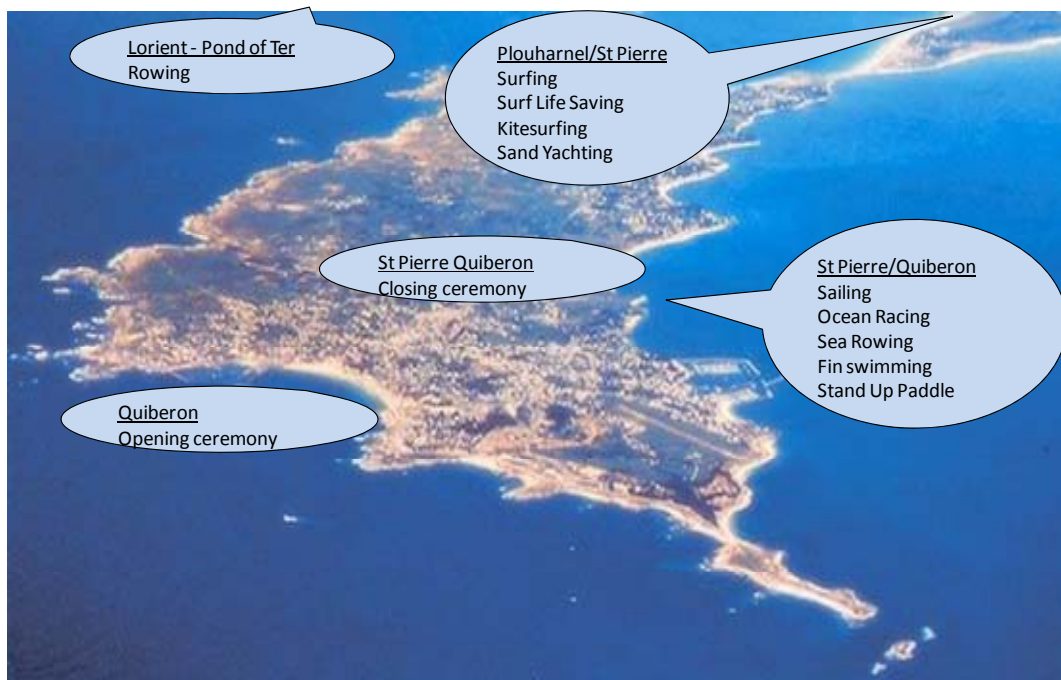 Lorient - Pond of Ter
Rowing
Plouharnel/St Pierre
Surfing
Surf Life Saving
Kitesurfing
Sand Yachting
St Pierre Quiberon
Closing ceremony
St Pierre/Quiberon
Sailing
Ocean Racing
Sea Rowing
Fin swimming
Stand Up Paddle
Quiberon
Opening ceremony